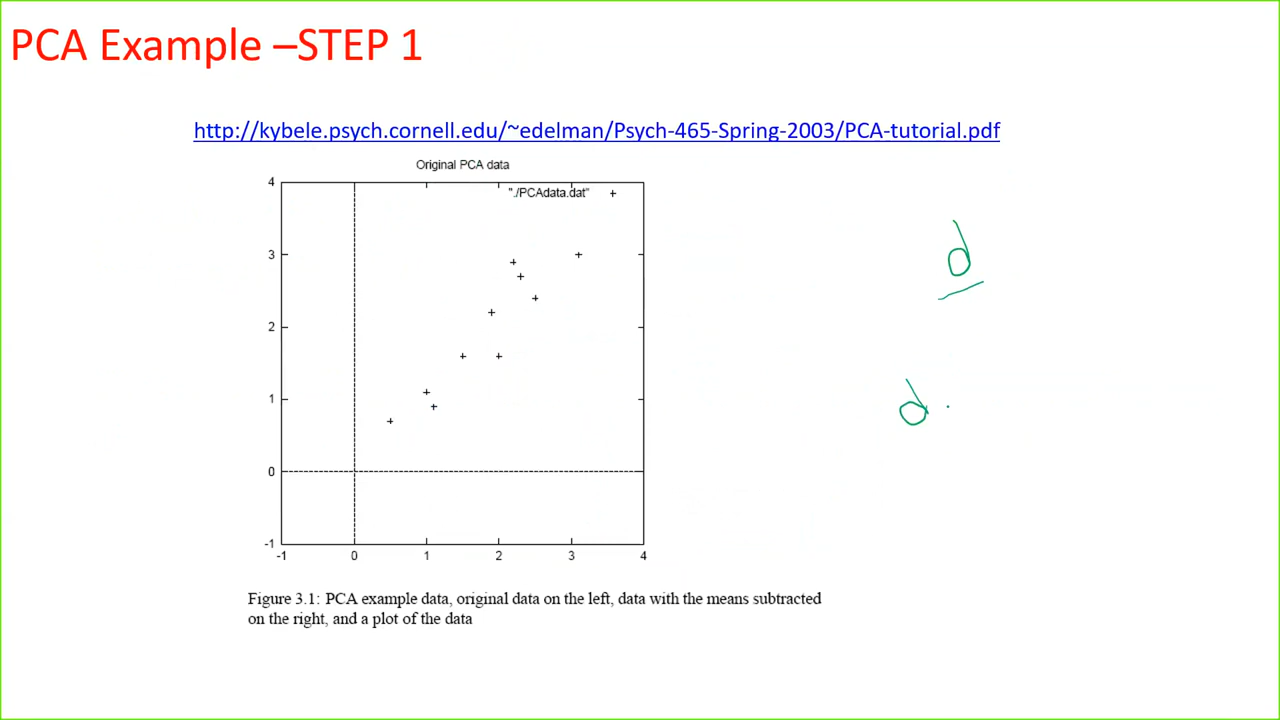 PCA Example –STEP 1
http://kybele.psych.cornell.edu/~edelman/Psych-465-Spring-2003/PCA-tutorial.pdf
Original PCA data
"./PCAdata.dat" +
4
3
2
1
0
-1
-1 0 1 2 3 4
d
d
Figure 3.1: PCA example data, original data on the left, data with the means subtracted
on the right, and a plot of the data